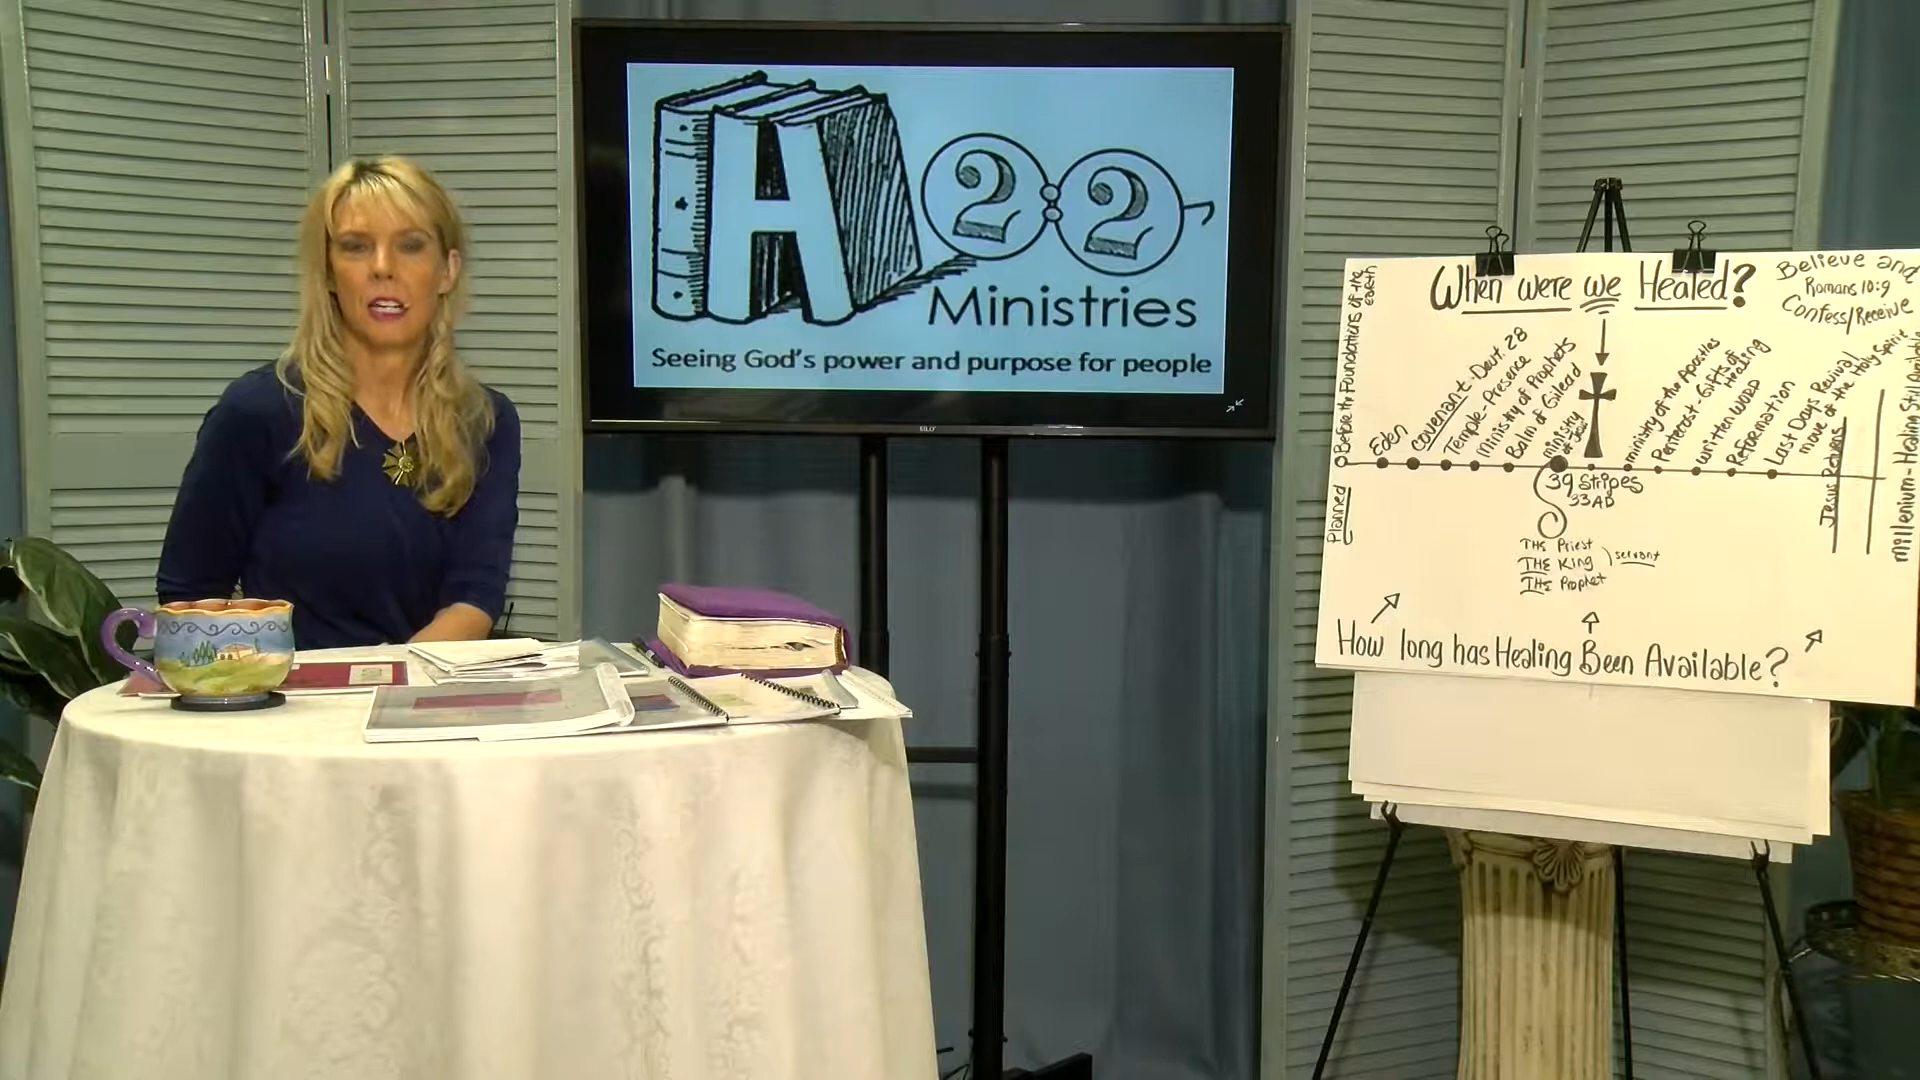 H22
Ministries
Seeing God's power and purpose for people
When were we Healed?
Believe and
Romans 10:9
Confess/Receive
Before the Foundations of the
earth
Planned
Eden
Covenant - Deut. 28
Temple - Presence
Ministry of Prophets
Balm of Gilead
Ministry
of
ministry of the Apostles
Pentecost - Gifts of
Healing
written word
Reformation
Last Days Revival
move of the Holy Spirit
Jesus Returns
Millenium - Healing Still Available
39 Stripes
33 AD
THE Priest
THE King
THE Prophet
servant
How long has Healing Been Available?